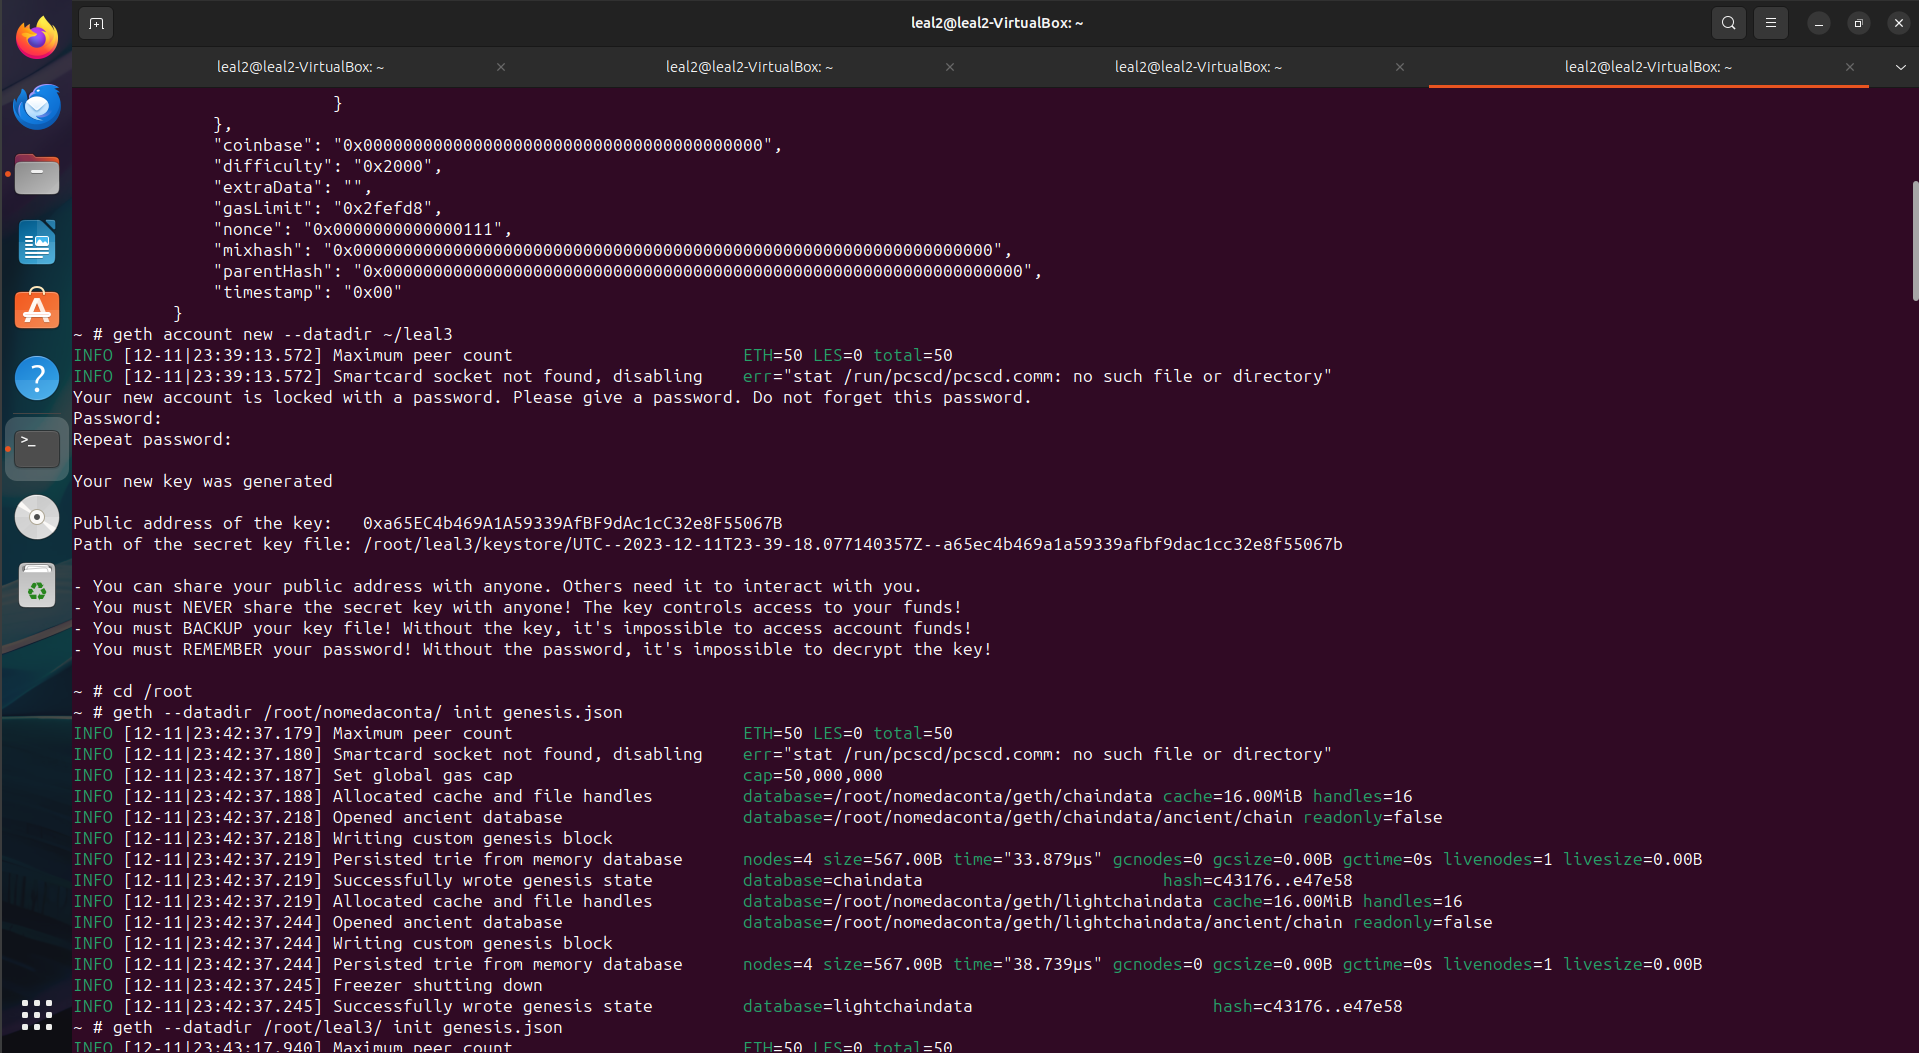 leal2@leal2-VirtualBox: ~
leal2@leal2-VirtualBox: ~
leal2@leal2-VirtualBox: ~
leal2@leal2-VirtualBox: ~
leal2@leal2-VirtualBox: ~
}
},
"coinbase": "0x0000000000000000000000000000000000000000",
"difficulty": "0x2000",
"extraData": "",
"gasLimit": "0x2fefd8",
"nonce": "0x0000000000000111",
"mixhash": "0x0000000000000000000000000000000000000000000000000000000000000000",
"parentHash": "0x0000000000000000000000000000000000000000000000000000000000000000",
"timestamp": "0x00"
}
~ # geth account new --datadir ~/leal3
INFO [12-11|23:39:13.572] Maximum peer count ETH=50 LES=0 total=50
INFO [12-11|23:39:13.572] Smartcard socket not found, disabling err="stat /run/pcscd/pcscd.comm: no such file or directory"
Your new account is locked with a password. Please give a password. Do not forget this password.
Password:
Repeat password:
Your new key was generated
Public address of the key: 0xa65EC4b469A1A59339AfBF9dAc1cC32e8F55067B
Path of the secret key file: /root/leal3/keystore/UTC--2023-12-11T23-39-18.077140357Z--a65ec4b469a1a59339afbf9dac1cc32e8f55067b
- You can share your public address with anyone. Others need it to interact with you.
- You must NEVER share the secret key with anyone! The key controls access to your funds!
- You must BACKUP your key file! Without the key, it's impossible to access account funds!
- You must REMEMBER your password! Without the password, it's impossible to decrypt the key!
~ # cd /root
~ # geth --datadir /root/nomedaconta/ init genesis.json
INFO [12-11|23:42:37.179] Maximum peer count ETH=50 LES=0 total=50
INFO [12-11|23:42:37.180] Smartcard socket not found, disabling err="stat /run/pcscd/pcscd.comm: no such file or directory"
INFO [12-11|23:42:37.187] Set global gas cap cap=50,000,000
INFO [12-11|23:42:37.188] Allocated cache and file handles database=/root/nomedaconta/geth/chaindata cache=16.00MiB handles=16
INFO [12-11|23:42:37.218] Opened ancient database database=/root/nomedaconta/geth/chaindata/ancient/chain readonly=false
INFO [12-11|23:42:37.218] Writing custom genesis block
INFO [12-11|23:42:37.219] Persisted trie from memory database nodes=4 size=567.00B time="33.879µs" gcnodes=0 gcsize=0.00B gctime=0s livenodes=1 livesize=0.00B
INFO [12-11|23:42:37.219] Successfully wrote genesis state database=chaindata hash=c43176..e47e58
INFO [12-11|23:42:37.219] Allocated cache and file handles database=/root/nomedaconta/geth/lightchaindata cache=16.00MiB handles=16
INFO [12-11|23:42:37.244] Opened ancient database database=/root/nomedaconta/geth/lightchaindata/ancient/chain readonly=false
INFO [12-11|23:42:37.244] Writing custom genesis block
INFO [12-11|23:42:37.244] Persisted trie from memory database nodes=4 size=567.00B time="38.739µs" gcnodes=0 gcsize=0.00B gctime=0s livenodes=1 livesize=0.00B
INFO [12-11|23:42:37.245] Freezer shutting down
INFO [12-11|23:42:37.245] Successfully wrote genesis state database=lightchaindata hash=c43176..e47e58
~ # geth --datadir /root/leal3/ init genesis.json
INFO [12-11|23:43:17.940] Maximum peer count ETH=50 LES=0 total=50